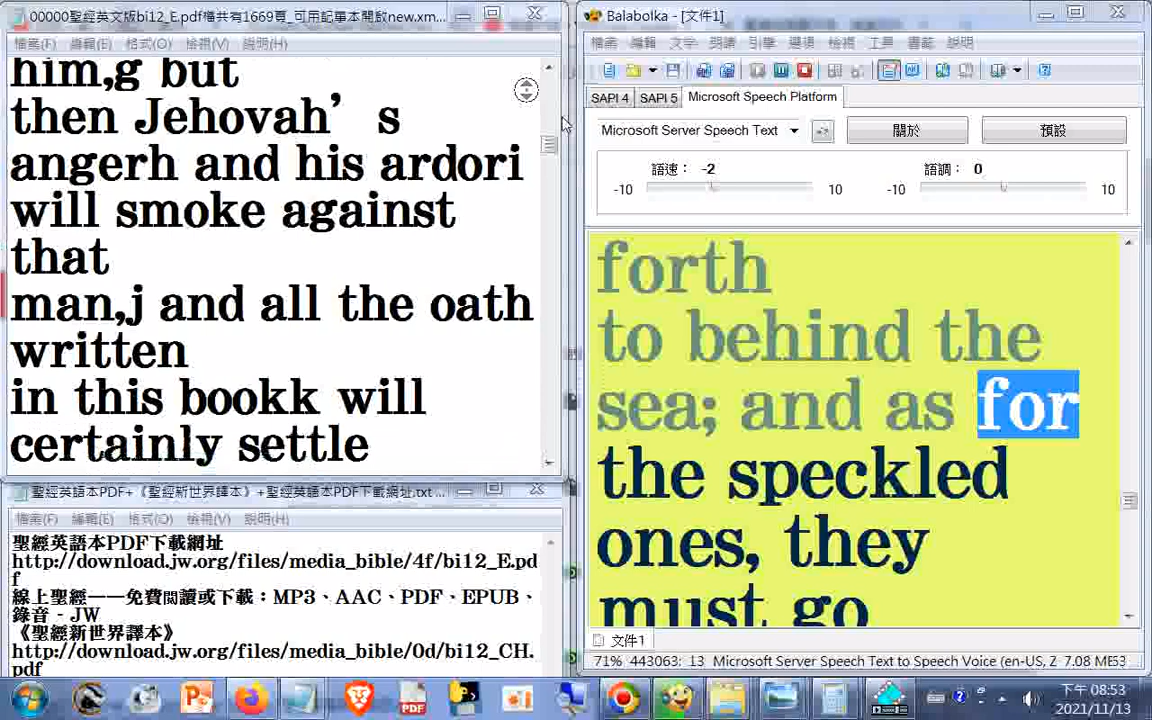 00000聖經英文版bi12_E.pdf檔共有1669頁_可用記事本開啟new.xm...
檔案(F) 編輯(E) 格式(O) 檢視(V) 說明(H)
him,g but
then Jehovah’s
angerh and his ardori
will smoke against
that
man,j and all the oath
written
in this bookk will
certainly settle
聖經英語本PDF+《聖經新世界譯本》+聖經英語本PDF下載網址.txt ...
檔案(F) 編輯(E) 格式(O) 檢視(V) 說明(H)
聖經英語本PDF下載網址
http://download.jw.org/files/media_bible/4f/bi12_E.pd
f
線上聖經——免費閱讀或下載：MP3、AAC、PDF、EPUB、
錄音 - JW
《聖經新世界譯本》
http://download.jw.org/files/media_bible/0d/bi12_CH.
pdf
Balabolka - [文件1]
檔案 編輯 文字 朗讀 引擎 選項 檢視 工具 書籤 說明
SAPI 4 SAPI 5 Microsoft Speech Platform
Microsoft Server Speech Text 關於 預設
語速： -2 語調： 0
-10 10 -10 10
forth
to behind the
sea; and as for
the speckled
ones, they
must go
文件1
71% 443063: 13 Microsoft Server Speech Text to Speech Voice (en-US, Z 7.08 ME53
下午 08:53
2021/11/13